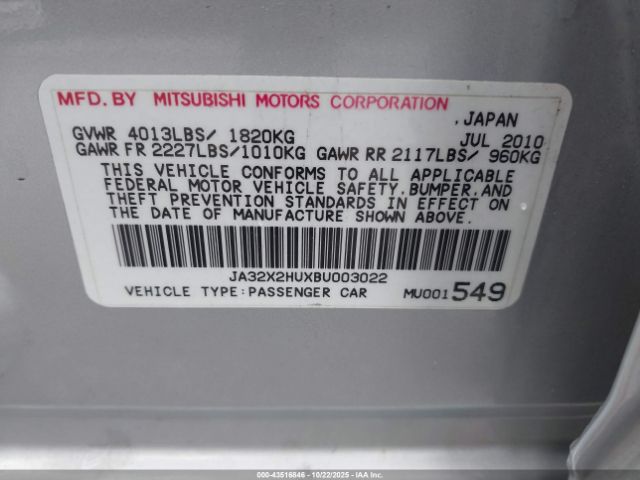 MFD. BY MITSUBISHI MOTORS CORPORATION
. JAPAN
GVWR 4013LBS/ 1820KG JUL 2010
GAWR FR 2227LBS/1010KG GAWR RR 2117LBS/ 960KG
THIS VEHICLE CONFORMS TO ALL APPLICABLE
FEDERAL MOTOR VEHICLE SAFETY, BUMPER, AND
THEFT PREVENTION STANDARDS IN EFFECT ON
THE DATE OF MANUFACTURE SHOWN ABOVE.
JA32X2HUXBU003022
VEHICLE TYPE:PASSENGER CAR MU001549
000-43516846 - 10/22/2025 - IAAI.COM